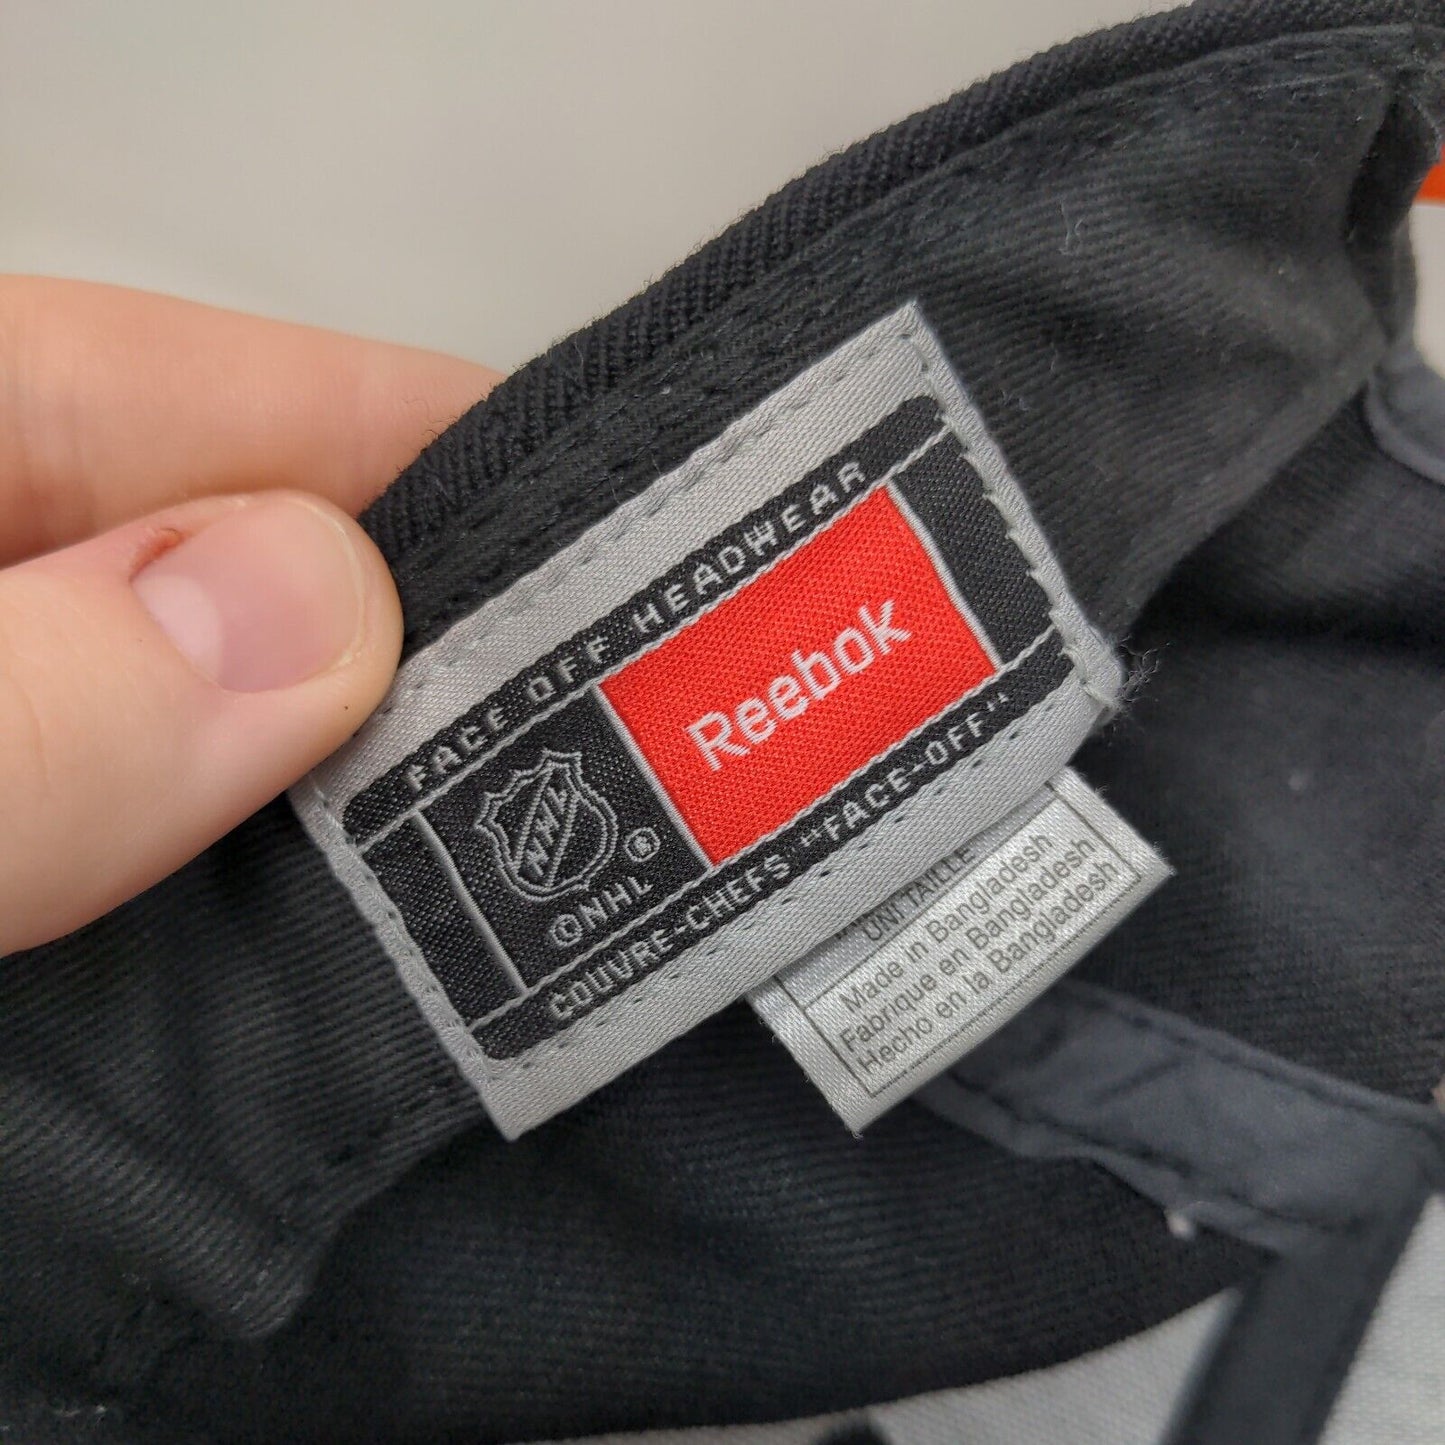 FACE OFF HEADWEAR
Reebok
NHL
®
©NHL
COUVRE-CHEFS "FACE-OFF"
UNI TAILLE
Made in Bangladesh
Fabrique en Bangladesh
Hecho en la Bangladesh